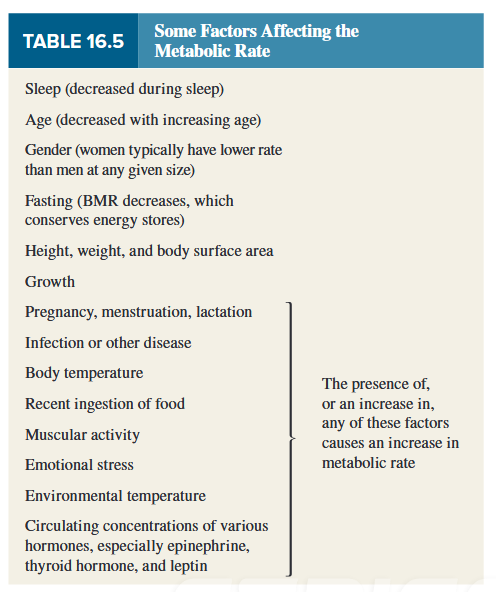 TABLE 16.5
Some Factors Affecting the
Metabolic Rate
Sleep (decreased during sleep)
Age (decreased with increasing age)
Gender (women typically have lower rate
than men at any given size)
Fasting (BMR decreases, which
conserves energy stores)
Height, weight, and body surface area
Growth
Pregnancy, menstruation, lactation
Infection or other disease
Body temperature
Recent ingestion of food
Muscular activity
Emotional stress
Environmental temperature
Circulating concentrations of various
hormones, especially epinephrine,
thyroid hormone, and leptin
The presence of,
or an increase in,
any of these factors
causes an increase in
metabolic rate